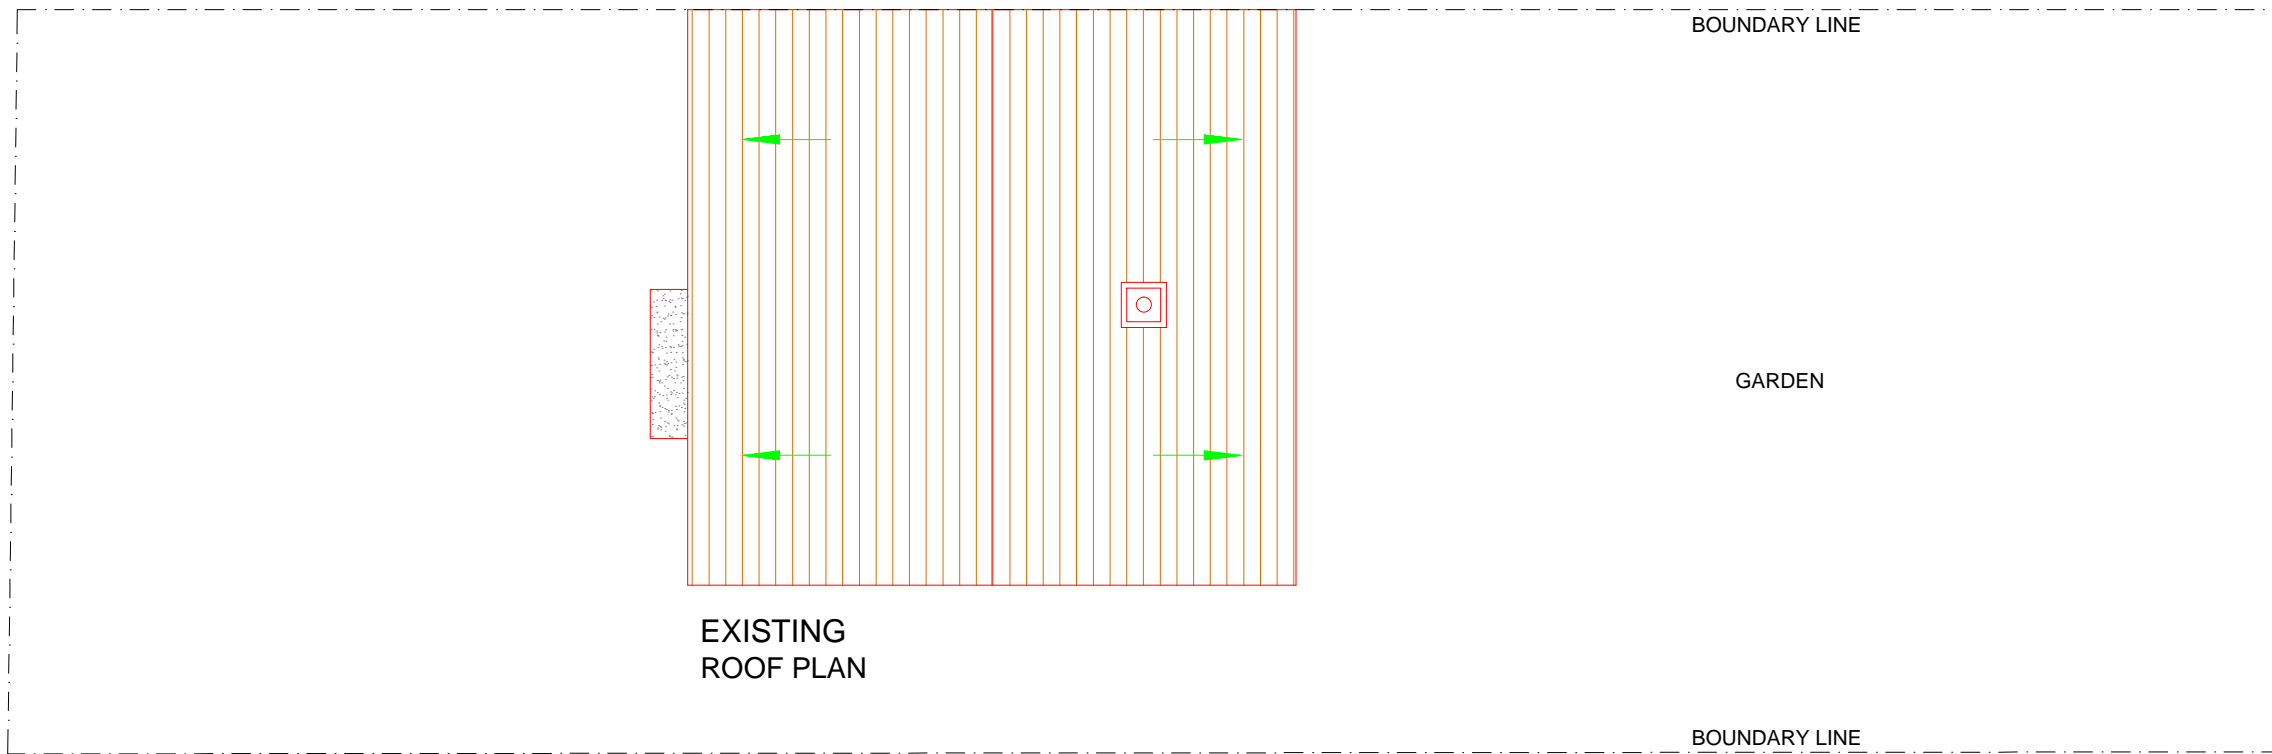 BOUNDARY LINE
GARDEN
EXISTING
ROOF PLAN
BOUNDARY LINE